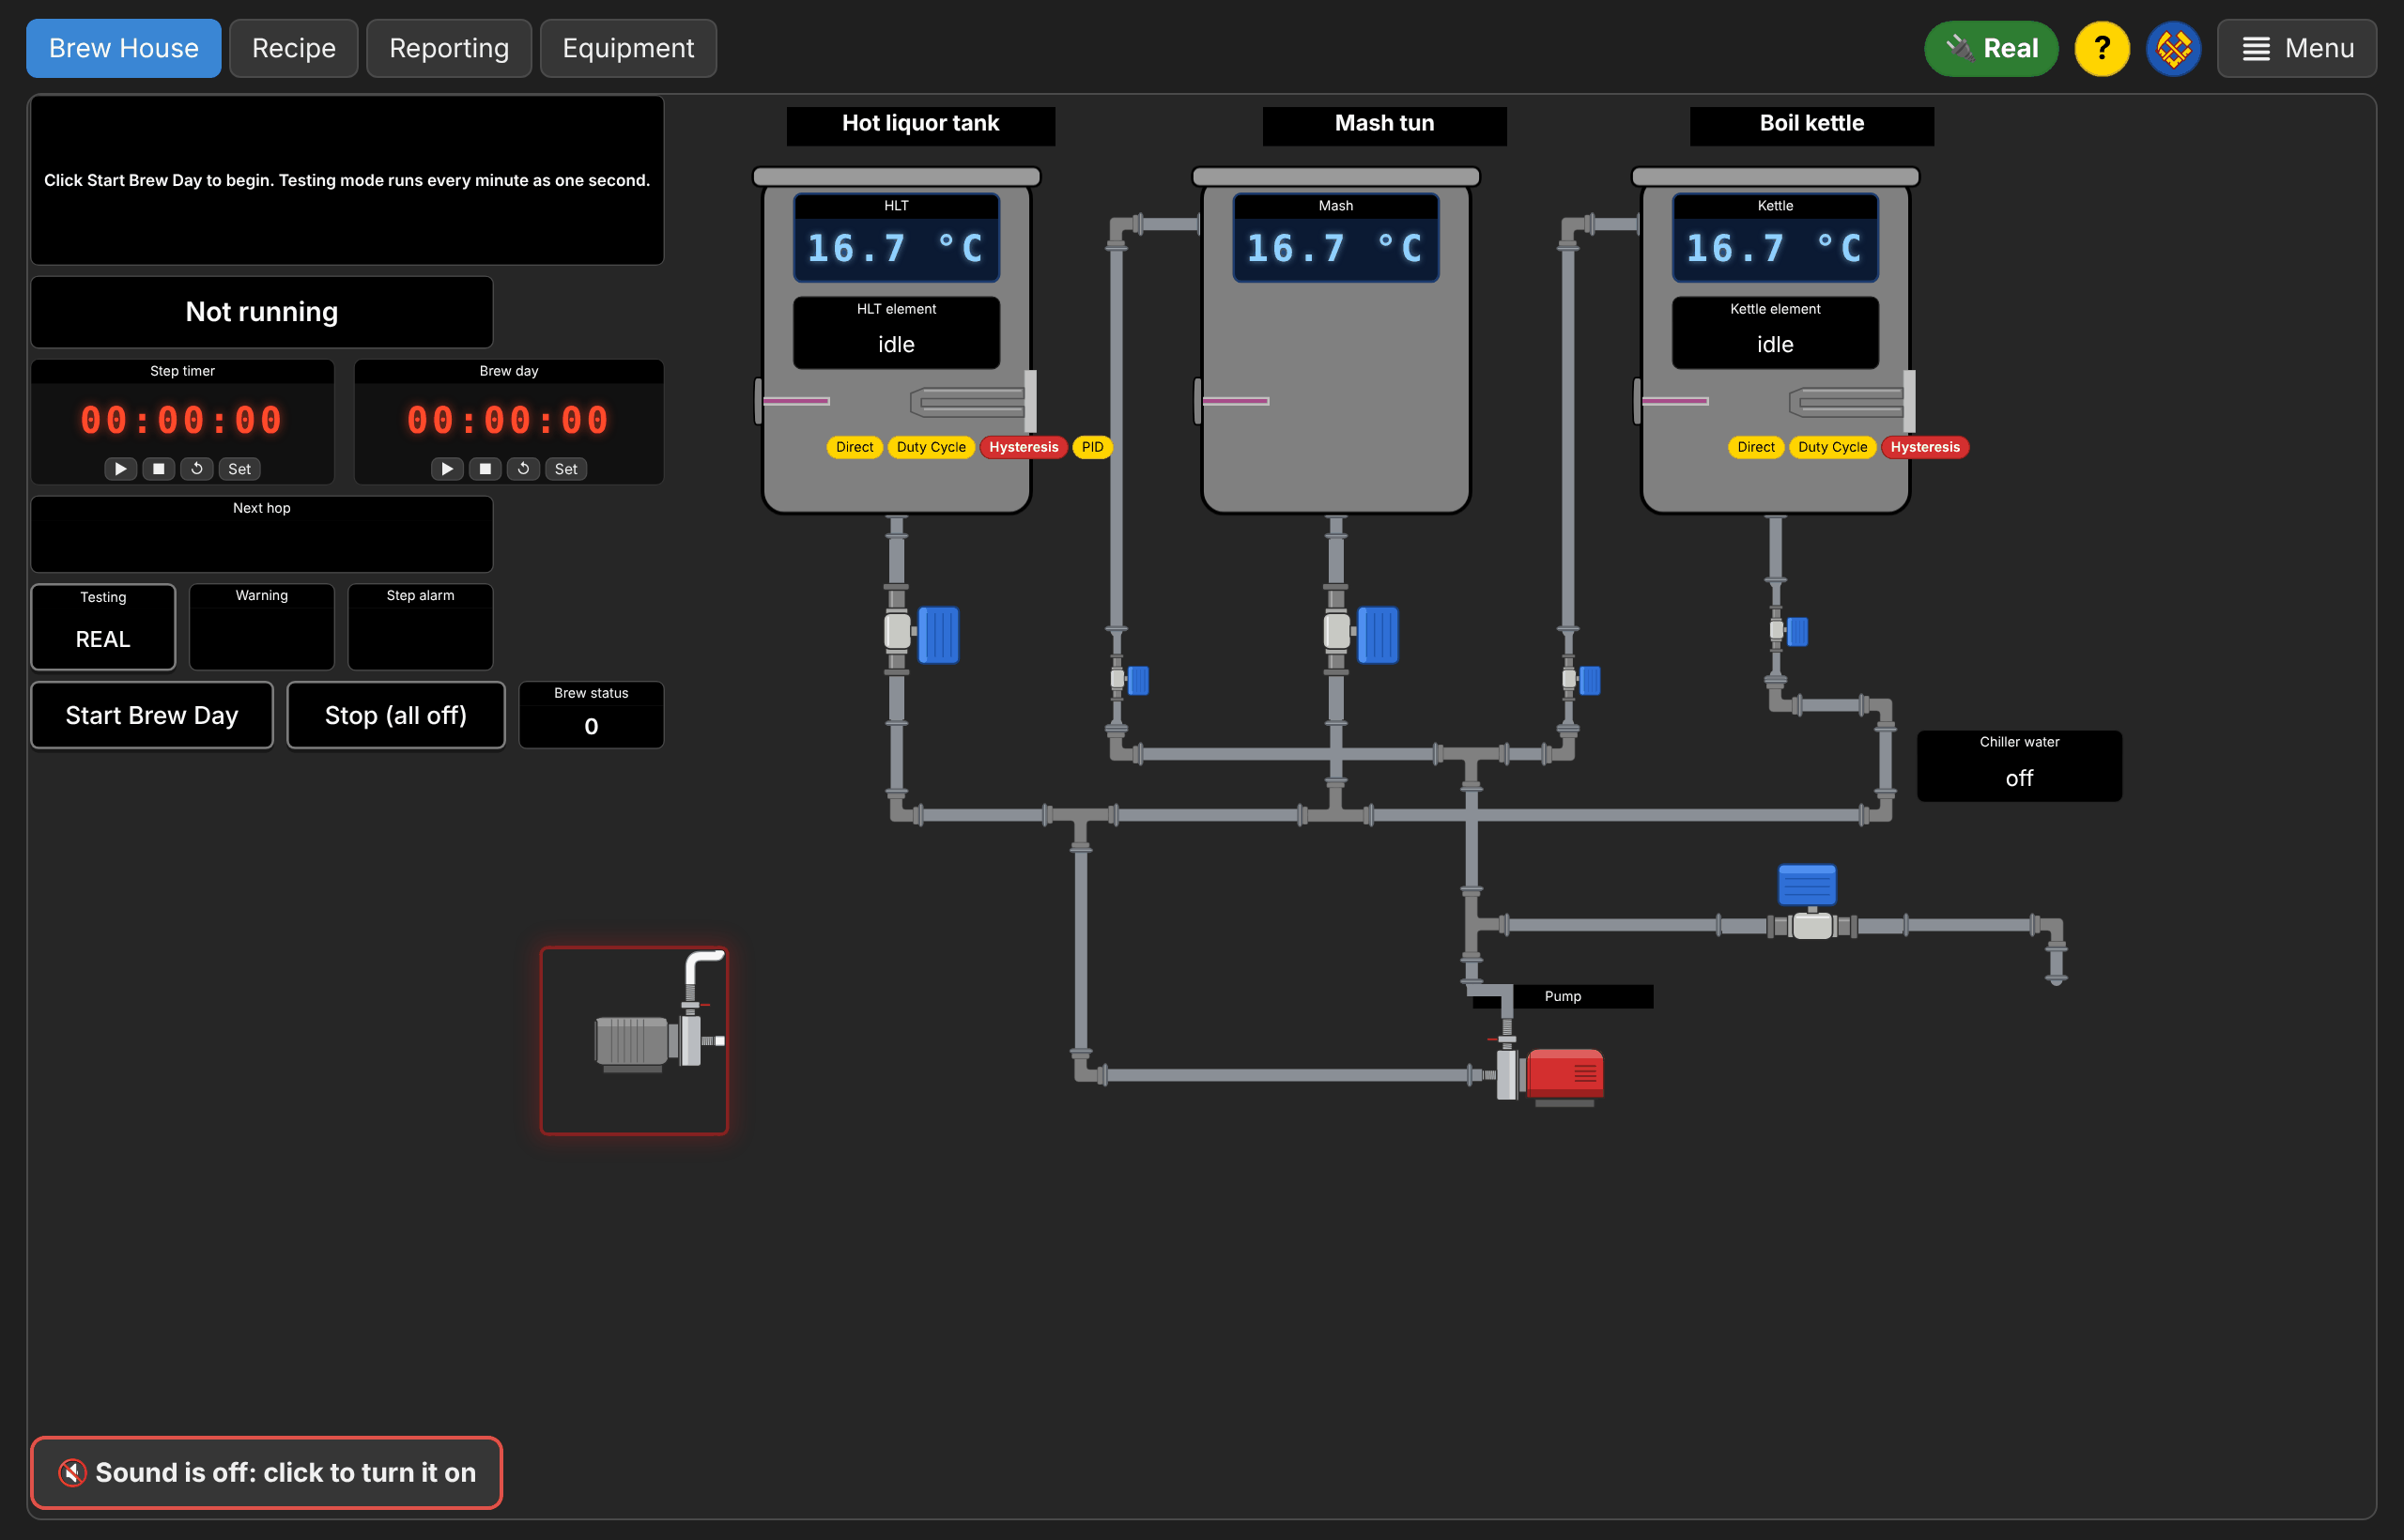 Brew House
Recipe
Reporting
Equipment
Real
?
Menu
Click Start Brew Day to begin. Testing mode runs every minute as one second.
Not running
Step timer
00:00:00
Set
Brew day
00:00:00
Set
Next hop
Testing
REAL
Warning
Step alarm
Start Brew Day
Stop (all off)
Brew status
0
Hot liquor tank
HLT
16.7 °C
HLT element
idle
Direct
Duty Cycle
Hysteresis
PID
Mash tun
Mash
16.7 °C
Boil kettle
Kettle
16.7 °C
Kettle element
idle
Direct
Duty Cycle
Hysteresis
Chiller water
off
Pump
Sound is off: click to turn it on